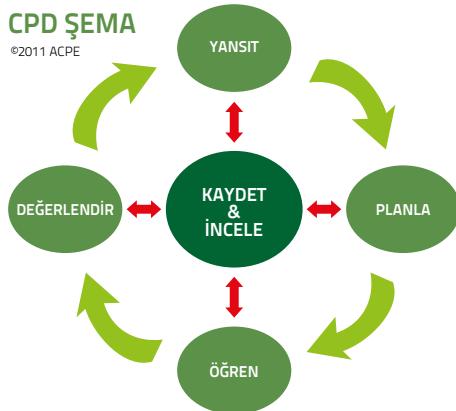 CPD ŞEMA
©2011 ACPE
YANSIT
DEĞERLENDİR
KAYDET
&
İNCELE
PLANLA
ÖĞREN